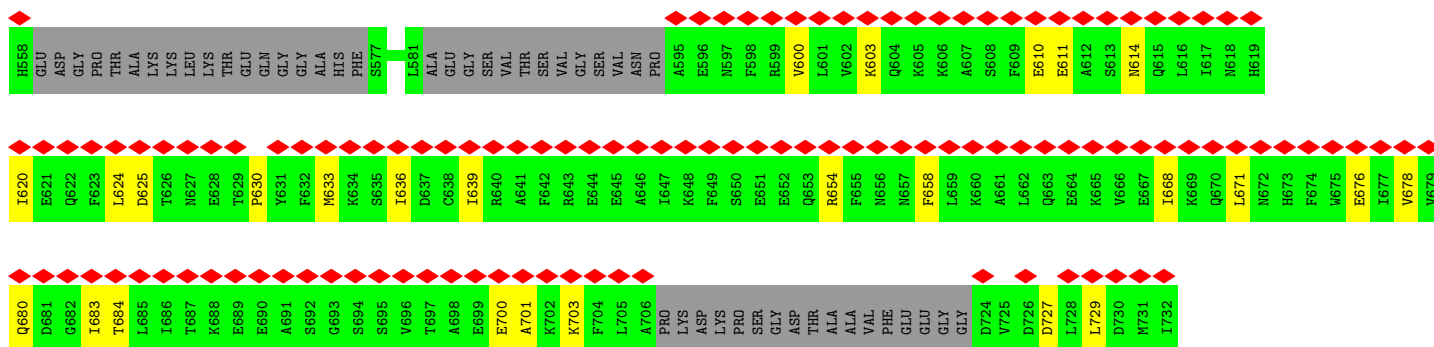 H558 GLU ASP GLY PRO THR ALA LYS LYS LEU LYS THR GLU GLN GLY GLY ALA HIS PHE S577 L581 ALA GLU GLY SER VAL THR SER VAL GLY SER VAL ASN PRO A595 E596 N597 F598 R599 V600 L601 V602 K603 Q604 K605 K606 A607 S608 F609 E610 E611 A612 S613 N614 Q615 L616 I617 N618 H619
I620 E621 Q622 F623 L624 D625 T626 N627 E628 T629 P630 Y631 F632 M633 K634 S635 I636 D637 C638 I639 R640 A641 F642 R643 E644 E645 A646 I647 K648 F649 S650 E651 E652 Q653 R654 F655 N656 N657 F658 L659 K660 A661 L662 Q663 E664 K665 V666 E667 I668 K669 Q670 L671 N672 H673 F674 W675 E676 I677 V678 V679
Q680 D681 G682 I683 T684 L685 I686 T687 K688 E689 E690 A691 S692 G693 S694 S695 V696 T697 A698 E699 E700 A701 K702 K703 F704 L705 A706 PRO LYS ASP LYS PRO SER GLY ASP THR ALA ALA VAL PHE GLU GLU GLY GLY D724 V725 D726 D727 L728 L729 D730 M731 I732